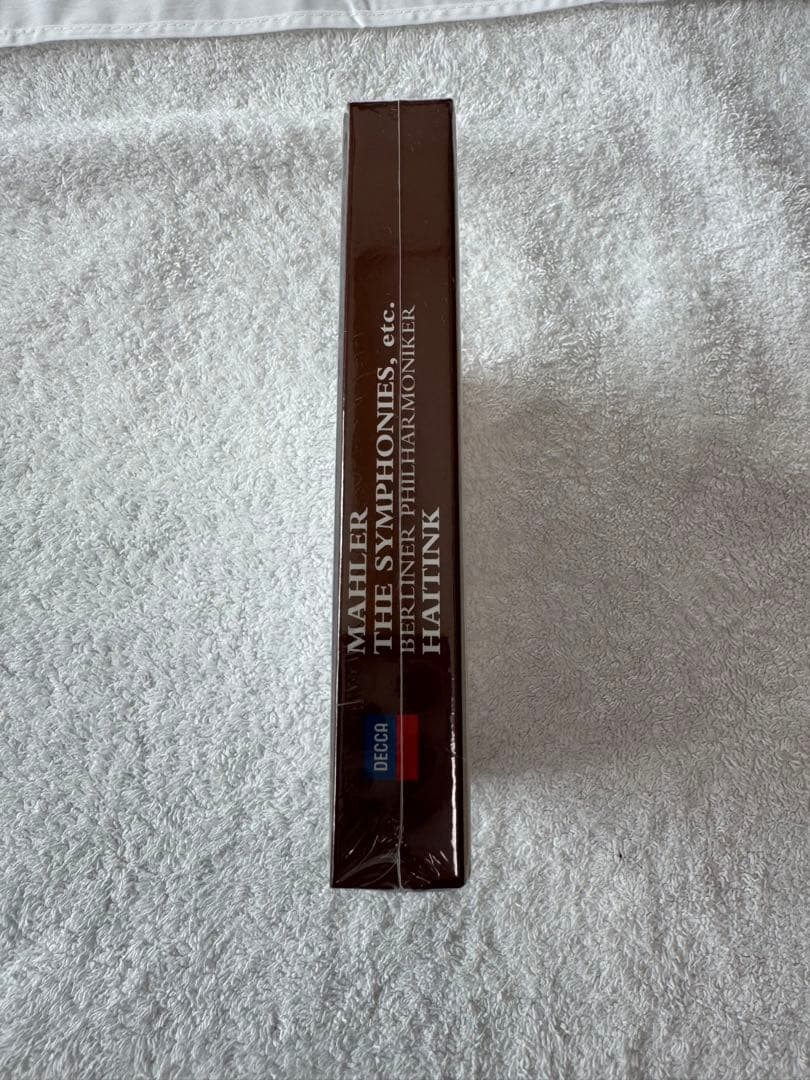 MAHLER
THE SYMPHONIES, etc.
BERLINER PHILHARMONIKER
HAITINK
DECCA